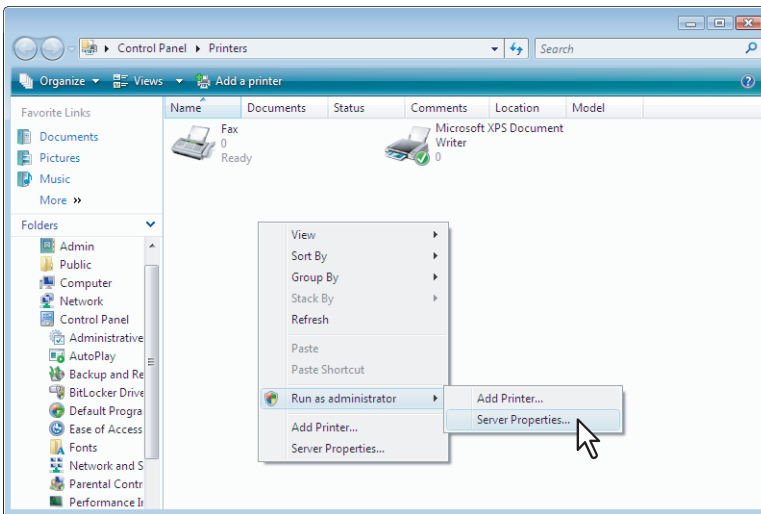 Control Panel ▸ Printers
Search
Organize Views Add a printer
Favorite Links
Documents
Pictures
Music
More »
Folders
Admin
Public
Computer
Network
Control Panel
Administrative
AutoPlay
Backup and Re
BitLocker Drive
Default Progra
Ease of Access
Fonts
Network and S
Parental Contr
Performance In
Name Documents Status Comments Location Model
Fax
0
Ready
Microsoft XPS Document
Writer
0
View
Sort By
Group By
Stack By
Refresh
Paste
Paste Shortcut
Run as administrator
Add Printer...
Server Properties...
Add Printer...
Server Properties...